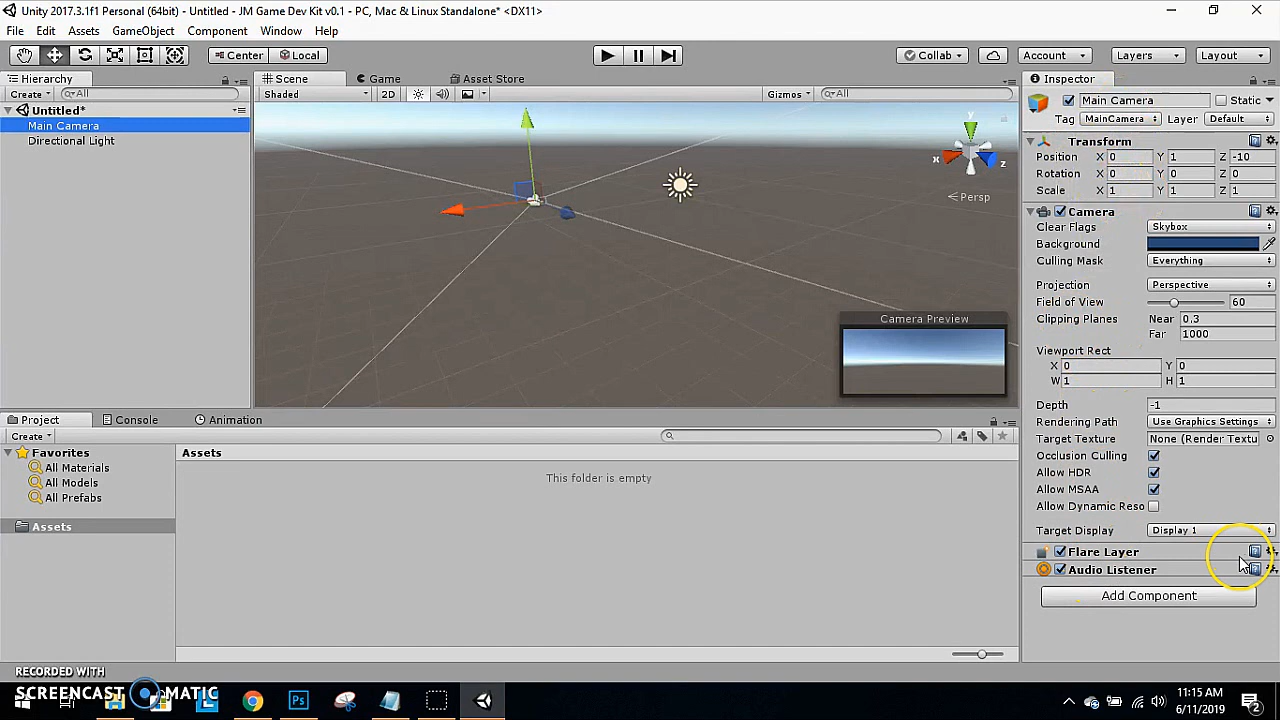 Unity 2017.3.1f1 Personal (64bit) - Untitled - JM Game Dev Kit v0.1 - PC, Mac & Linux Standalone* <DX11>
File Edit Assets GameObject Component Window Help
Center Local Collab Account Layers Layout
Hierarchy
Create All
Untitled*
Main Camera
Directional Light
Scene Game Asset Store
Shaded 2D Gizmos All
y
x
z
Persp
Camera Preview
Inspector
Main Camera Static
Tag MainCamera Layer Default
Transform
Position X 0 Y 1 Z -10
Rotation X 0 Y 0 Z 0
Scale X 1 Y 1 Z 1
Camera
Clear Flags Skybox
Background
Culling Mask Everything
Projection Perspective
Field of View 60
Clipping Planes Near 0.3
Far 1000
Viewport Rect
X 0 Y 0
W 1 H 1
Depth -1
Rendering Path Use Graphics Settings
Target Texture None (Render Textu
Occlusion Culling
Allow HDR
Allow MSAA
Allow Dynamic Reso
Target Display Display 1
Flare Layer
Audio Listener
Add Component
Project Console Animation
Create
Favorites
All Materials
All Models
All Prefabs
Assets
Assets
This folder is empty
RECORDED WITH
SCREENCAST MATIC
Ps
11:15 AM
6/11/2019
2